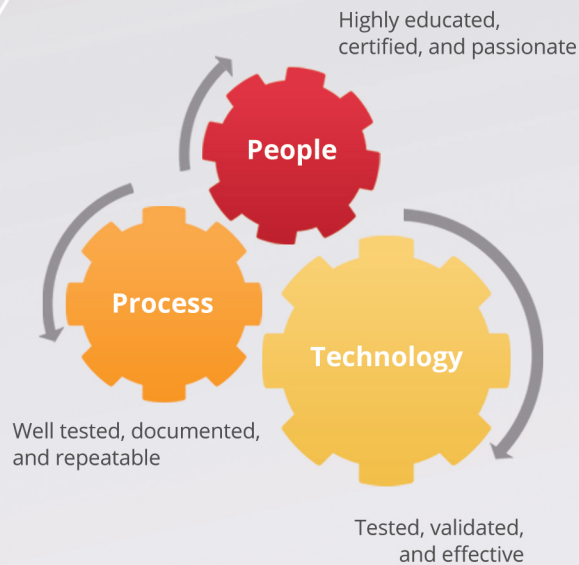 Highly educated,
certified, and passionate
People
Process
Technology
Well tested, documented,
and repeatable
Tested, validated,
and effective